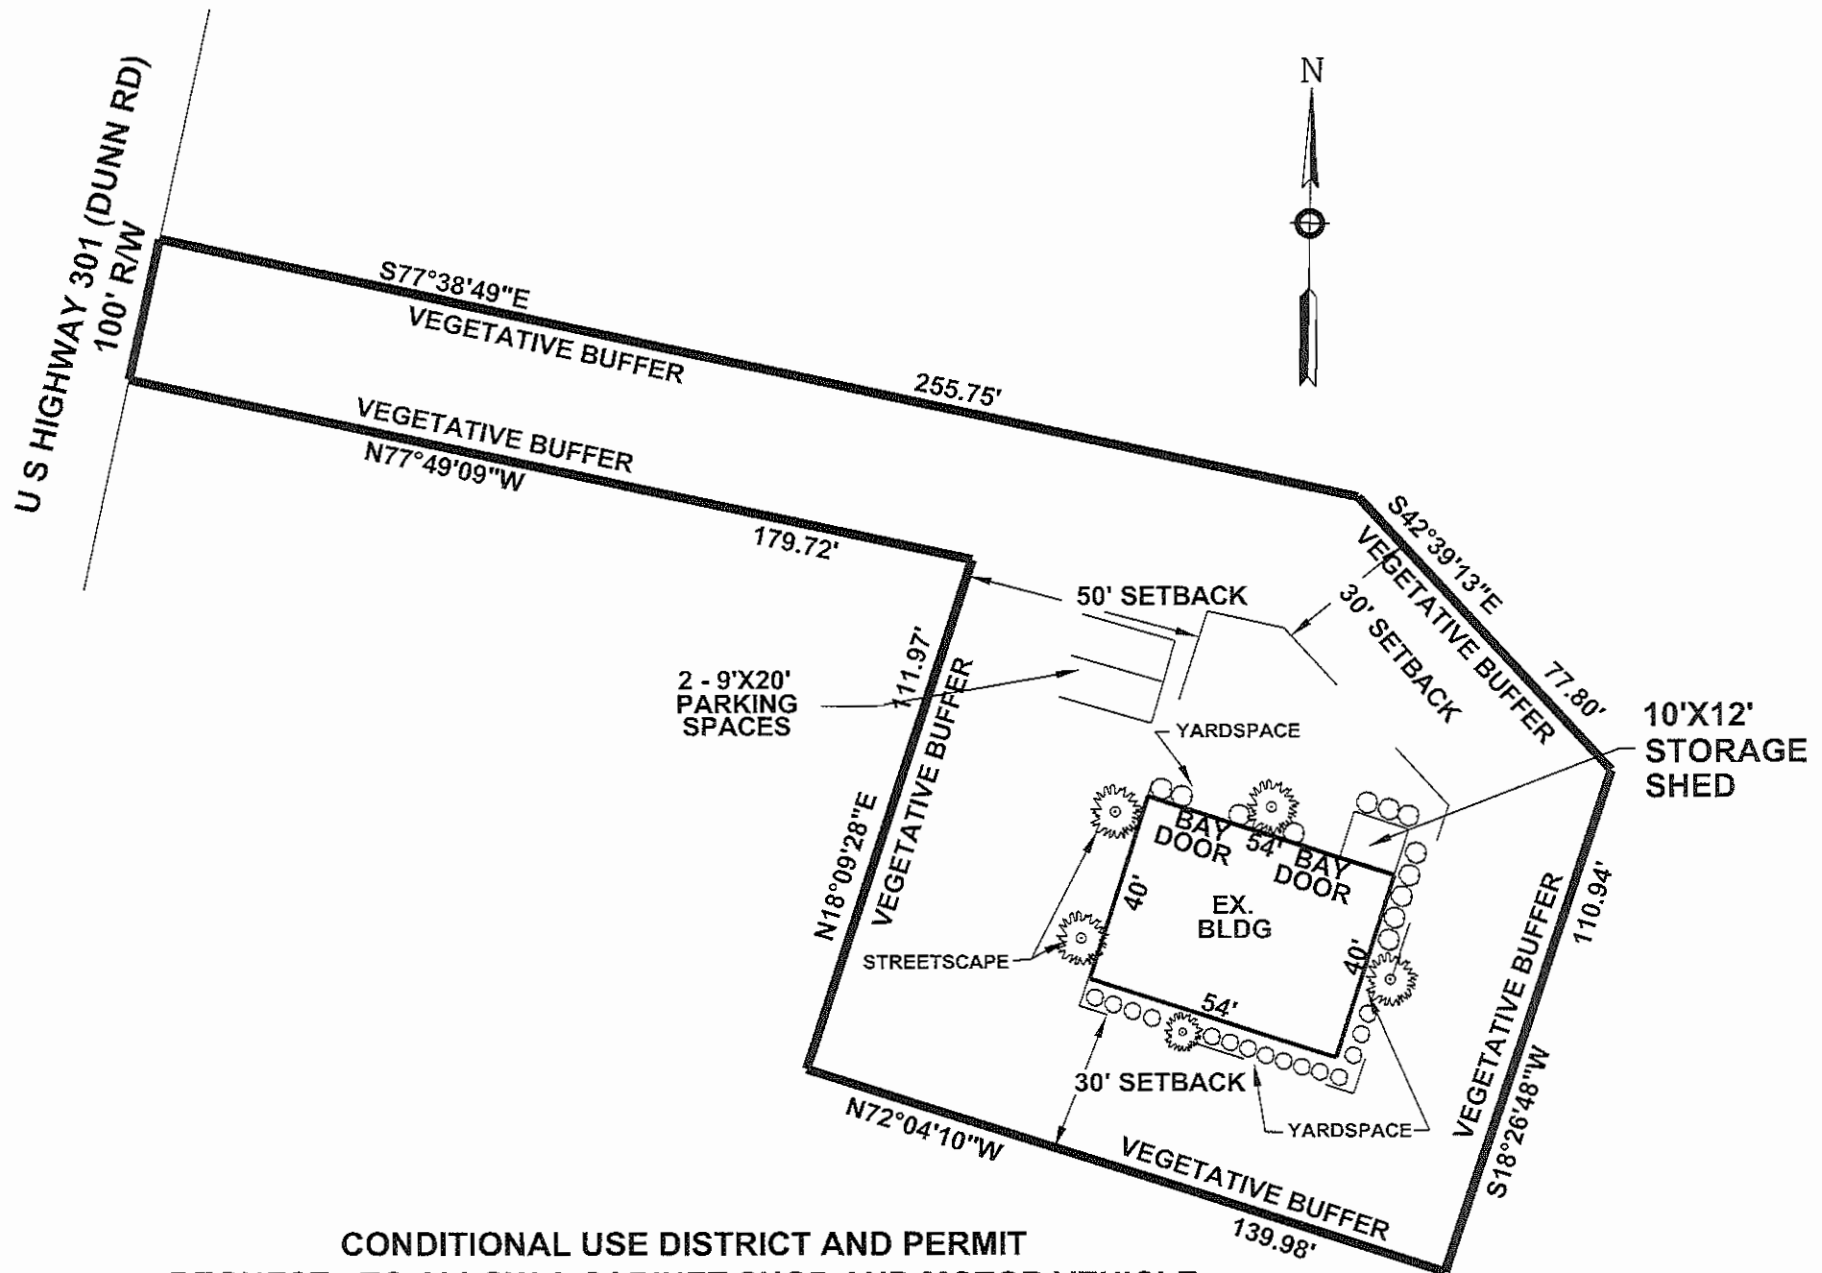 N
U S HIGHWAY 301 (DUNN RD)
100' R/W
S77°38'49"E
VEGETATIVE BUFFER
255.75'
VEGETATIVE BUFFER
N77°49'09"W
179.72'
S42°39'13"E
VEGETATIVE BUFFER
77.80'
50' SETBACK
30' SETBACK
111.97'
VEGETATIVE BUFFER
N18°09'28"E
2 - 9'X20'
PARKING
SPACES
YARDSPACE
10'X12'
STORAGE
SHED
BAY
DOOR
54'
BAY
DOOR
40'
EX.
BLDG
40'
54'
STREETSCAPE
30' SETBACK
YARDSPACE
VEGETATIVE BUFFER
110.94'
S18°26'48"W
N72°04'10"W
VEGETATIVE BUFFER
139.98'
CONDITIONAL USE DISTRICT AND PERMIT